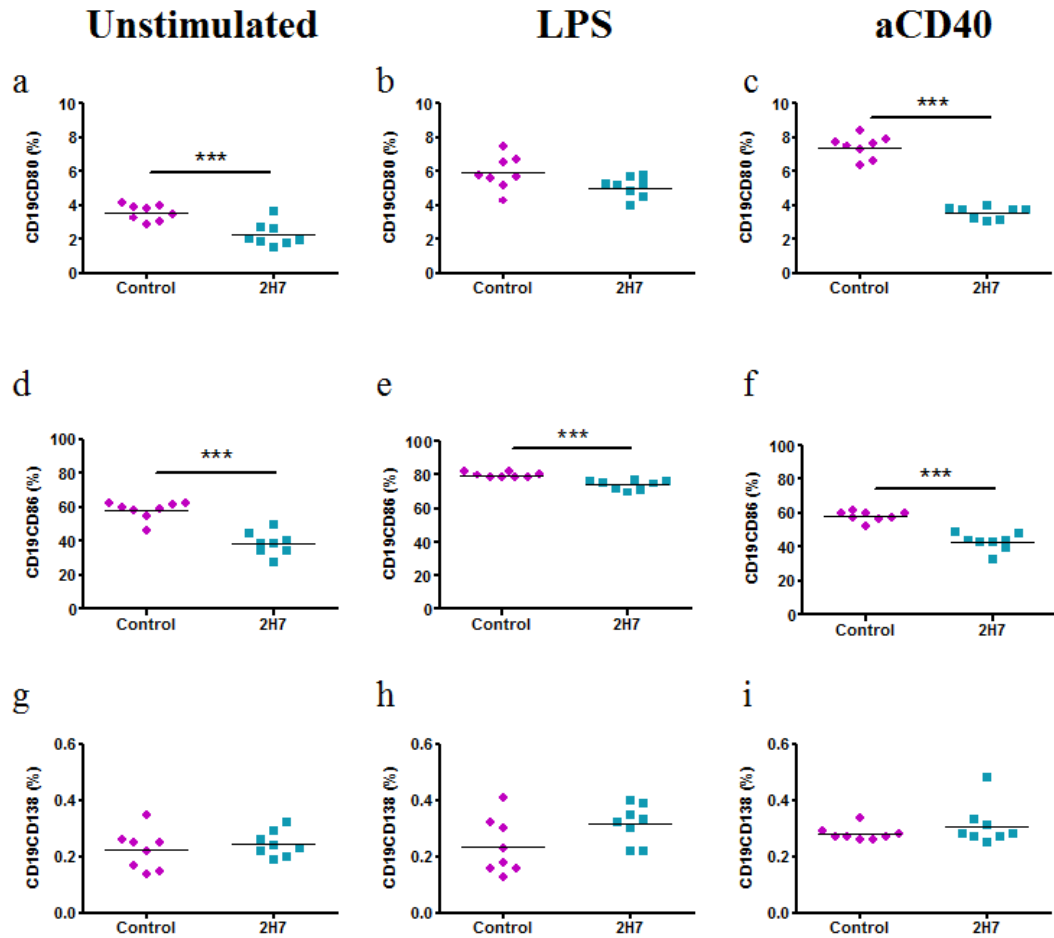 Unstimulated LPS aCD40
a b c
CD19CD80 (%) 10 8 6 4 2 0 *** Control 2H7
CD19CD80 (%) 10 8 6 4 2 0 Control 2H7
CD19CD80 (%) 10 8 6 4 2 0 *** Control 2H7
d e f
CD19CD86 (%) 100 80 60 40 20 0 *** Control 2H7
CD19CD86 (%) 100 80 60 40 20 0 *** Control 2H7
CD19CD86 (%) 100 80 60 40 20 0 *** Control 2H7
g h i
CD19CD138 (%) 0.6 0.4 0.2 0.0 Control 2H7
CD19CD138 (%) 0.6 0.4 0.2 0.0 Control 2H7
CD19CD138 (%) 0.6 0.4 0.2 0.0 Control 2H7